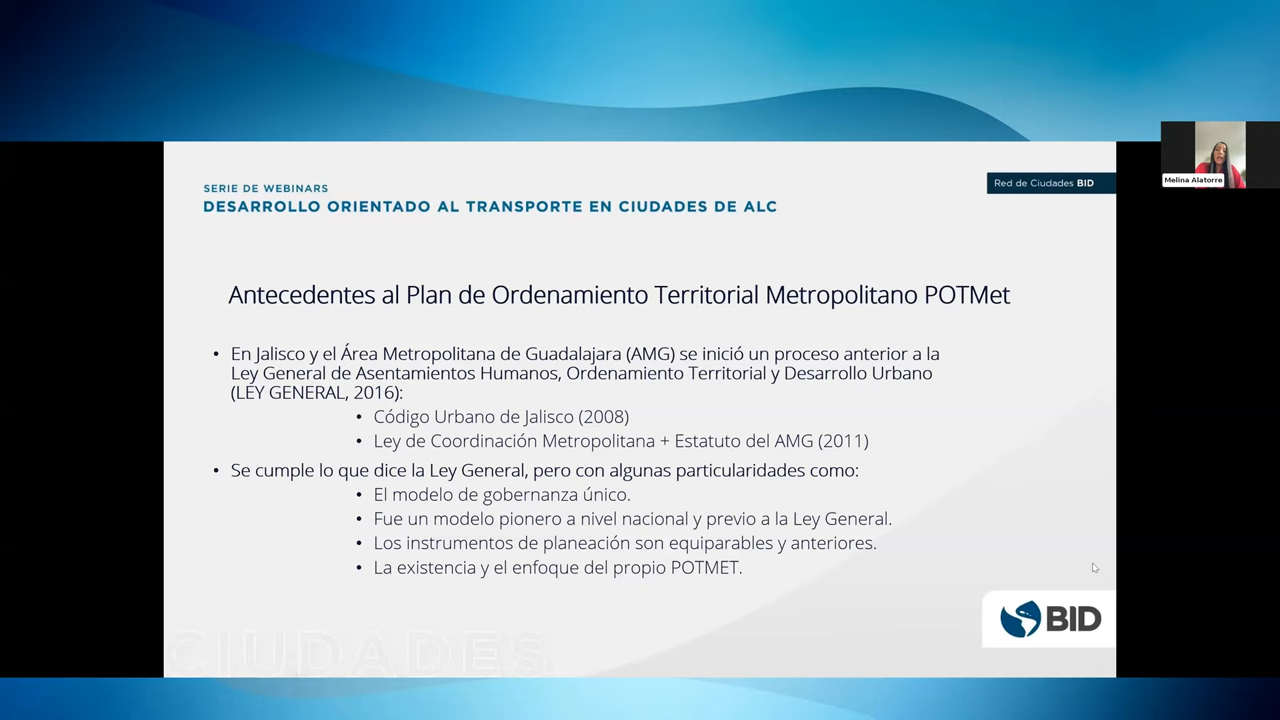 SERIE DE WEBINARS
DESARROLLO ORIENTADO AL TRANSPORTE EN CIUDADES DE ALC
Red de Ciudades BID
Melina Alatorre
Antecedentes al Plan de Ordenamiento Territorial Metropolitano POTMet
• En Jalisco y el Área Metropolitana de Guadalajara (AMG) se inició un proceso anterior a la
Ley General de Asentamientos Humanos, Ordenamiento Territorial y Desarrollo Urbano
(LEY GENERAL, 2016):
• Código Urbano de Jalisco (2008)
• Ley de Coordinación Metropolitana + Estatuto del AMG (2011)
• Se cumple lo que dice la Ley General, pero con algunas particularidades como:
• El modelo de gobernanza único.
• Fue un modelo pionero a nivel nacional y previo a la Ley General.
• Los instrumentos de planeación son equiparables y anteriores.
• La existencia y el enfoque del propio POTMET.
BID
CIUDADES